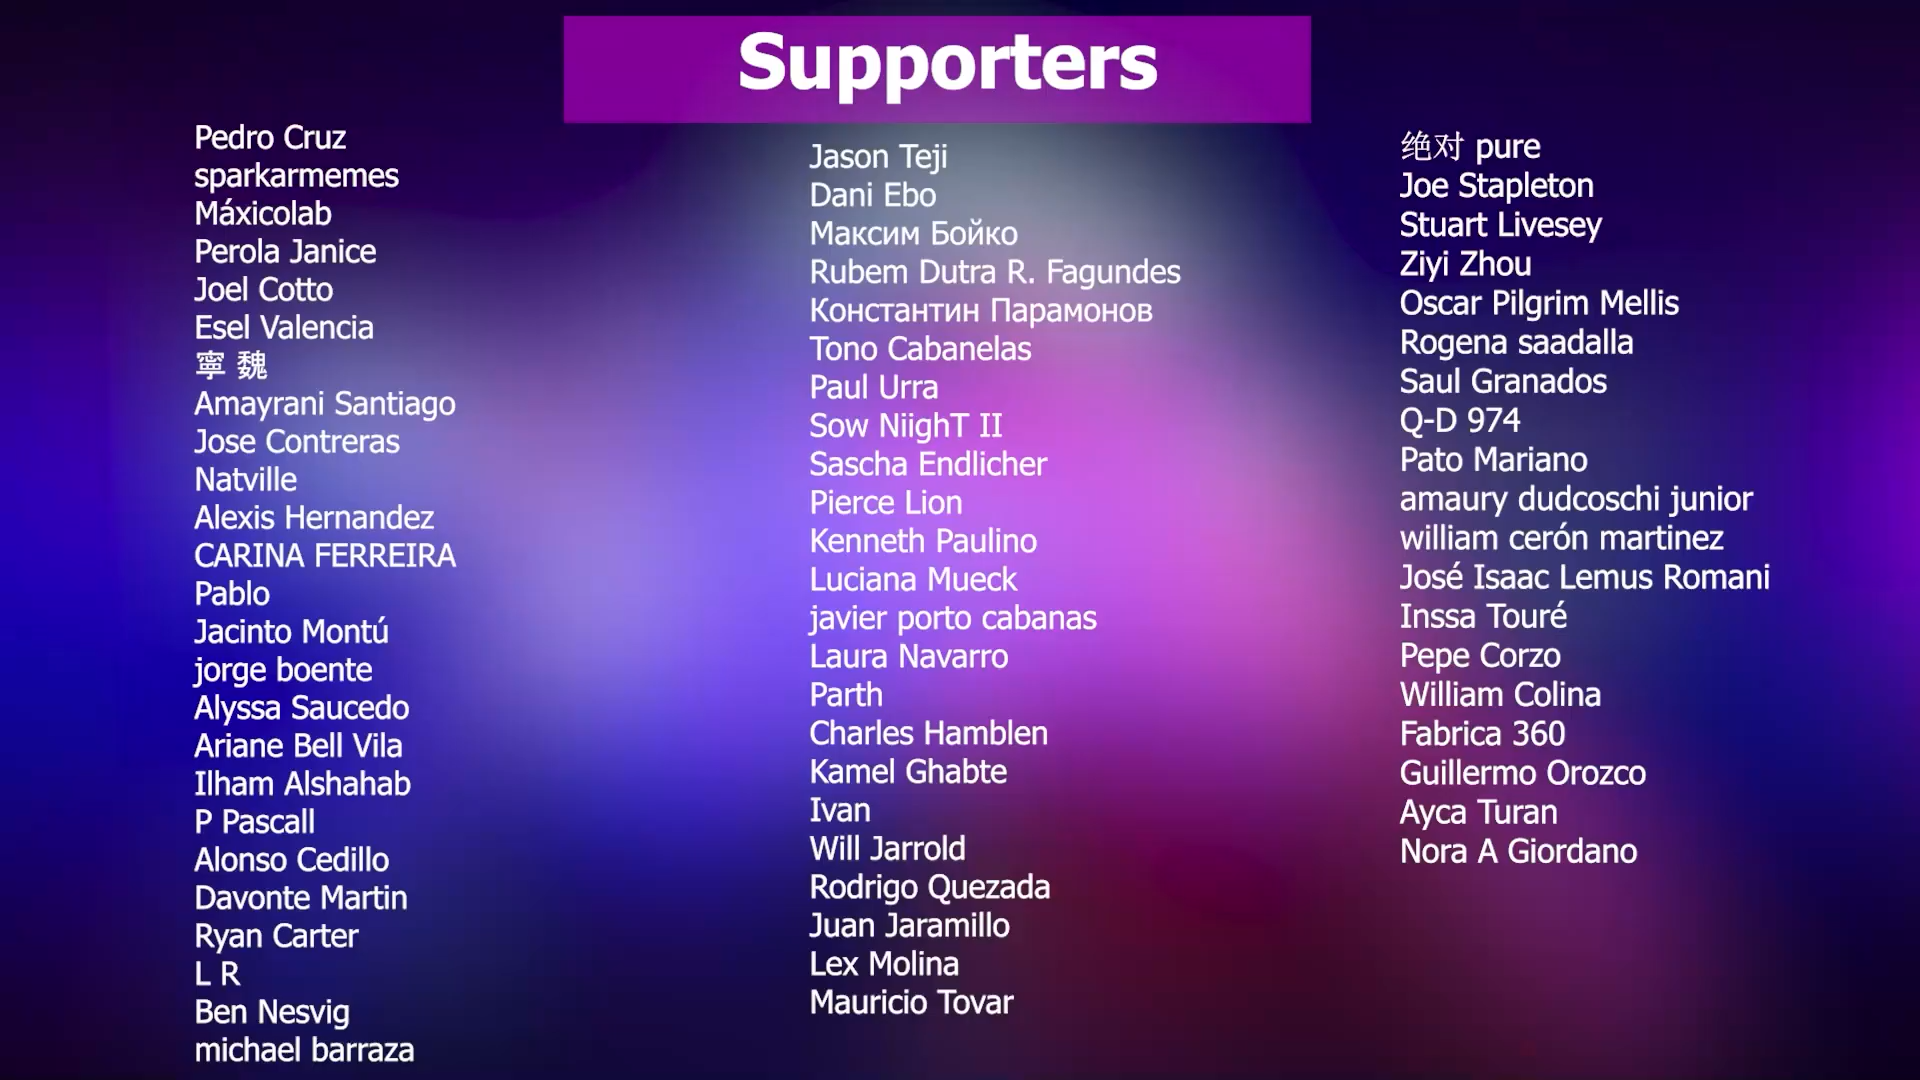 Supporters
Pedro Cruz
sparkarmemes
Máxicolab
Perola Janice
Joel Cotto
Esel Valencia
寧 魏
Amayrani Santiago
Jose Contreras
Natville
Alexis Hernandez
CARINA FERREIRA
Pablo
Jacinto Montú
jorge boente
Alyssa Saucedo
Ariane Bell Vila
Ilham Alshahab
P Pascall
Alonso Cedillo
Davonte Martin
Ryan Carter
L R
Ben Nesvig
michael barraza
Jason Teji
Dani Ebo
Максим Бойко
Rubem Dutra R. Fagundes
Константин Парамонов
Tono Cabanelas
Paul Urra
Sow NiighT II
Sascha Endlicher
Pierce Lion
Kenneth Paulino
Luciana Mueck
javier porto cabanas
Laura Navarro
Parth
Charles Hamblen
Kamel Ghabte
Ivan
Will Jarrold
Rodrigo Quezada
Juan Jaramillo
Lex Molina
Mauricio Tovar
绝对 pure
Joe Stapleton
Stuart Livesey
Ziyi Zhou
Oscar Pilgrim Mellis
Rogena saadalla
Saul Granados
Q-D 974
Pato Mariano
amaury dudcoschi junior
william cerón martinez
José Isaac Lemus Romani
Inssa Touré
Pepe Corzo
William Colina
Fabrica 360
Guillermo Orozco
Ayca Turan
Nora A Giordano